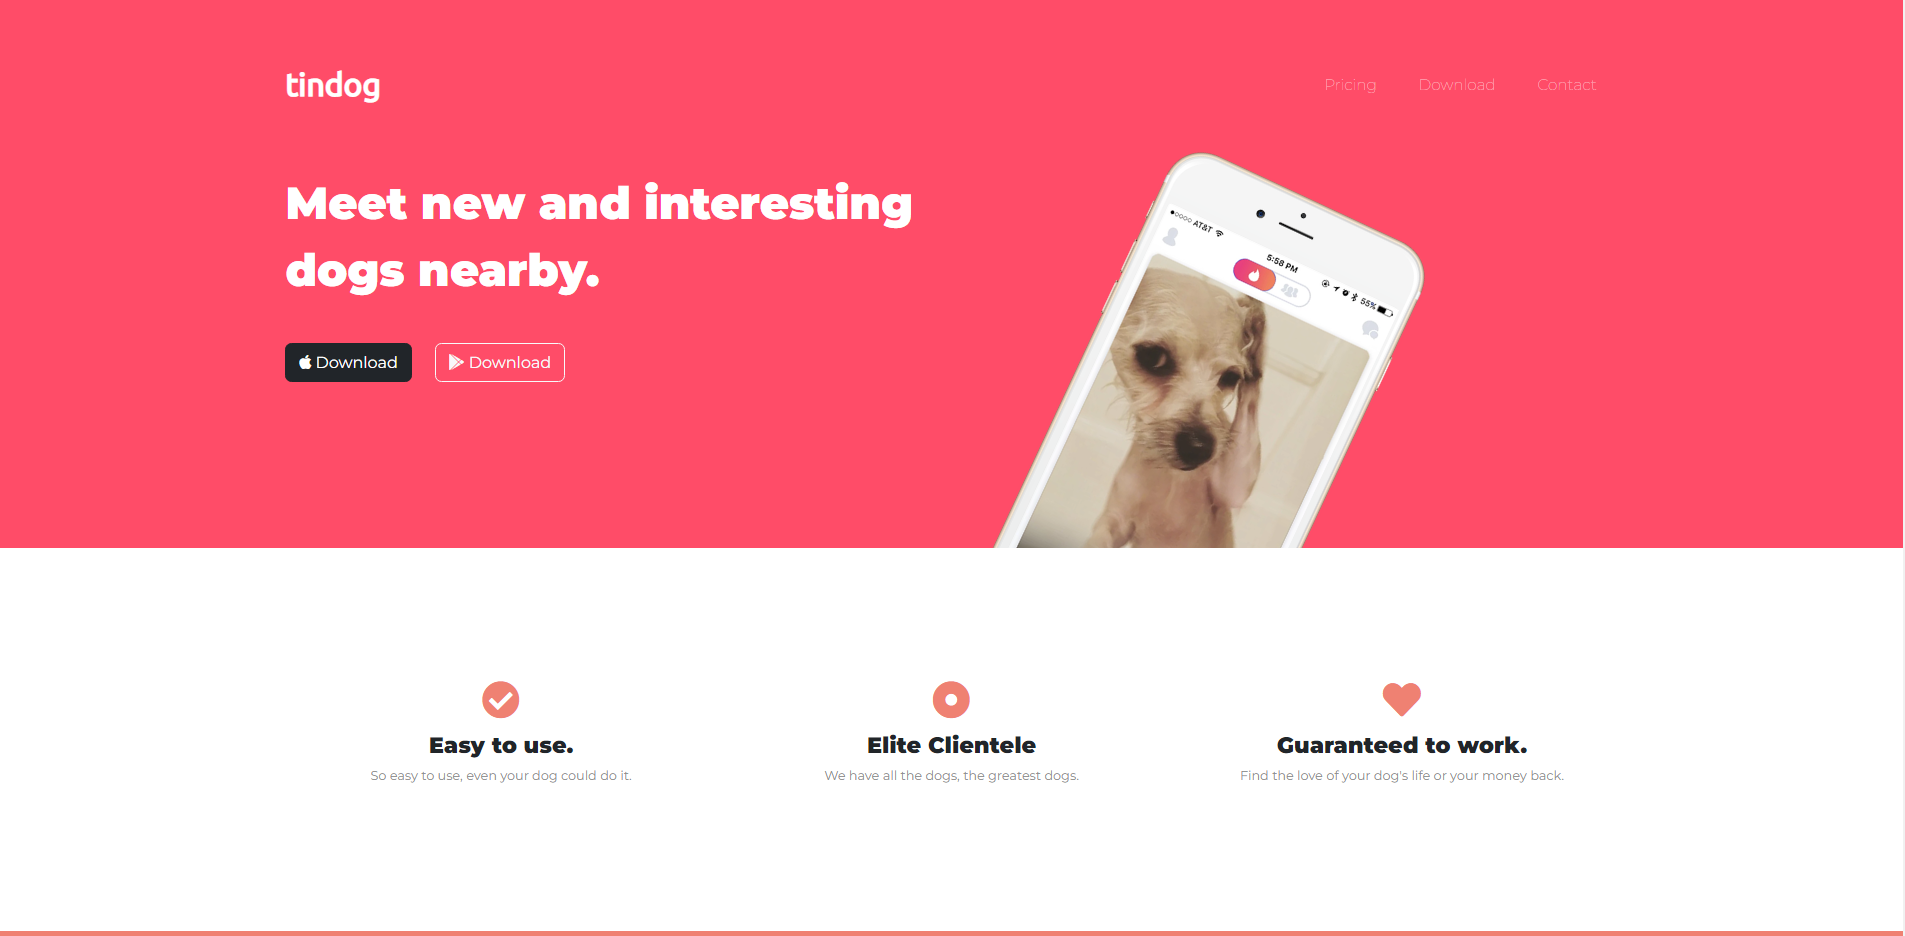 tindog
Pricing Download Contact
Meet new and interesting
dogs nearby.
Download Download
AT&T
5:58 PM
55%
Easy to use.
So easy to use, even your dog could do it.
Elite Clientele
We have all the dogs, the greatest dogs.
Guaranteed to work.
Find the love of your dog's life or your money back.